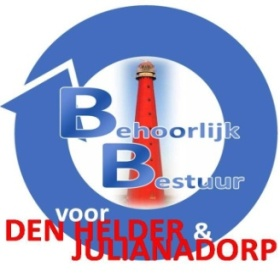 Behoorlijk
Bestuur
voor
DEN HELDER &
JULIANADORP